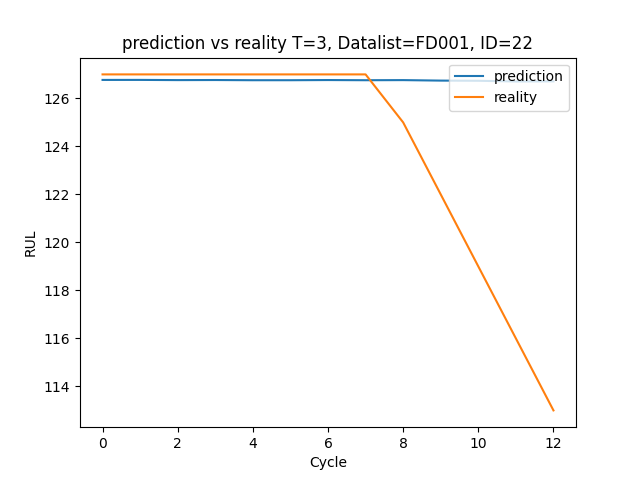 prediction vs reality T=3, Datalist=FD001, ID=22
prediction
reality
RUL
126
124
122
120
118
116
114
0 2 4 6 8 10 12
Cycle